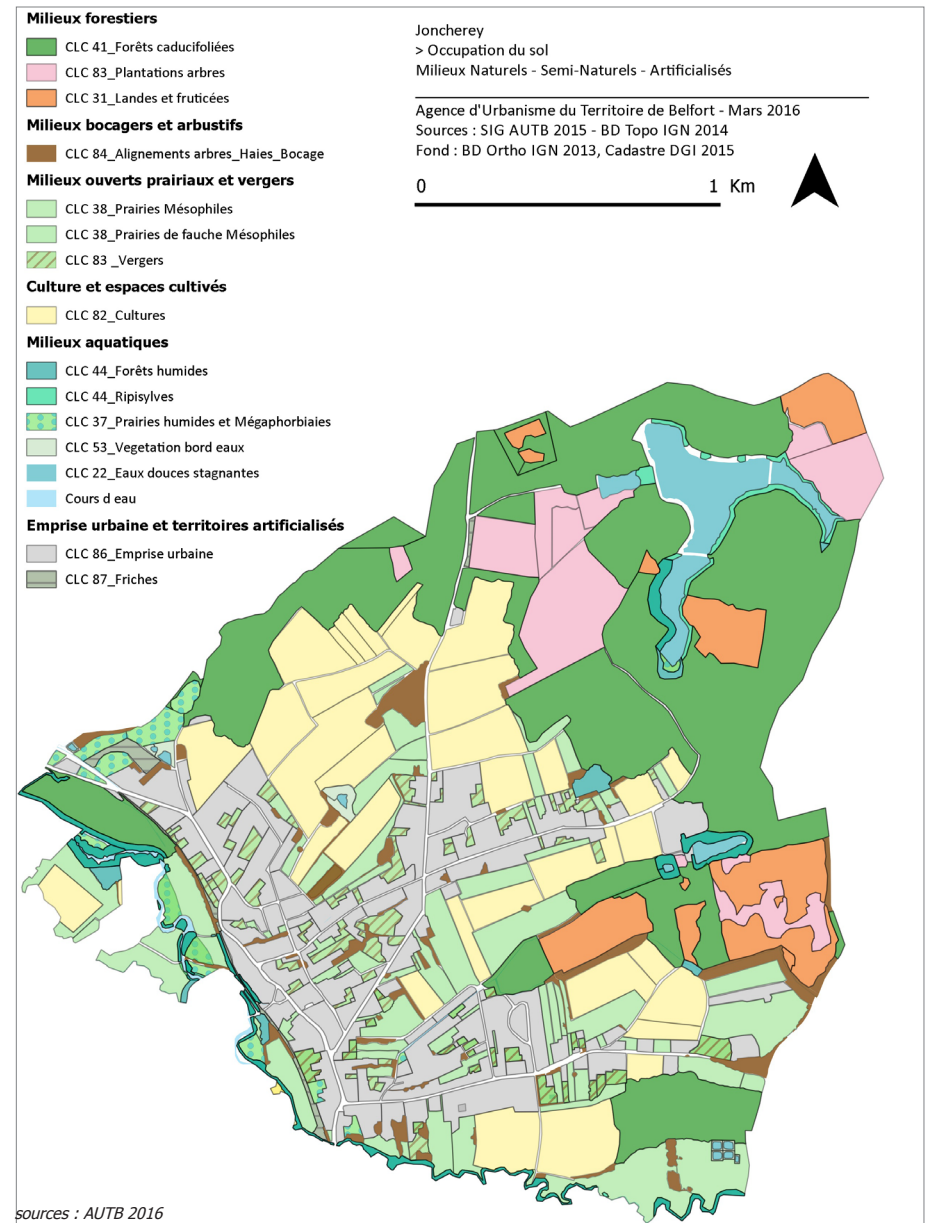 Milieux forestiers
CLC 41_Forêts caducifoliées
CLC 83_Plantations arbres
CLC 31_Landes et fruticées
Milieux bocagers et arbustifs
CLC 84_Alignements arbres_Haies_Bocage
Milieux ouverts prairiaux et vergers
CLC 38_Prairies Mésophiles
CLC 38_Prairies de fauche Mésophiles
CLC 83 _Vergers
Culture et espaces cultivés
CLC 82_Cultures
Milieux aquatiques
CLC 44_Forêts humides
CLC 44_Ripisylves
CLC 37_Prairies humides et Mégaphorbiaies
CLC 53_Vegetation bord eaux
CLC 22_Eaux douces stagnantes
Cours d eau
Emprise urbaine et territoires artificialisés
CLC 86_Emprise urbaine
CLC 87_Friches
Joncherey
> Occupation du sol
Milieux Naturels - Semi-Naturels - Artificialisés
Agence d'Urbanisme du Territoire de Belfort - Mars 2016
Sources : SIG AUTB 2015 - BD Topo IGN 2014
Fond : BD Ortho IGN 2013, Cadastre DGI 2015
0 1 Km
sources : AUTB 2016